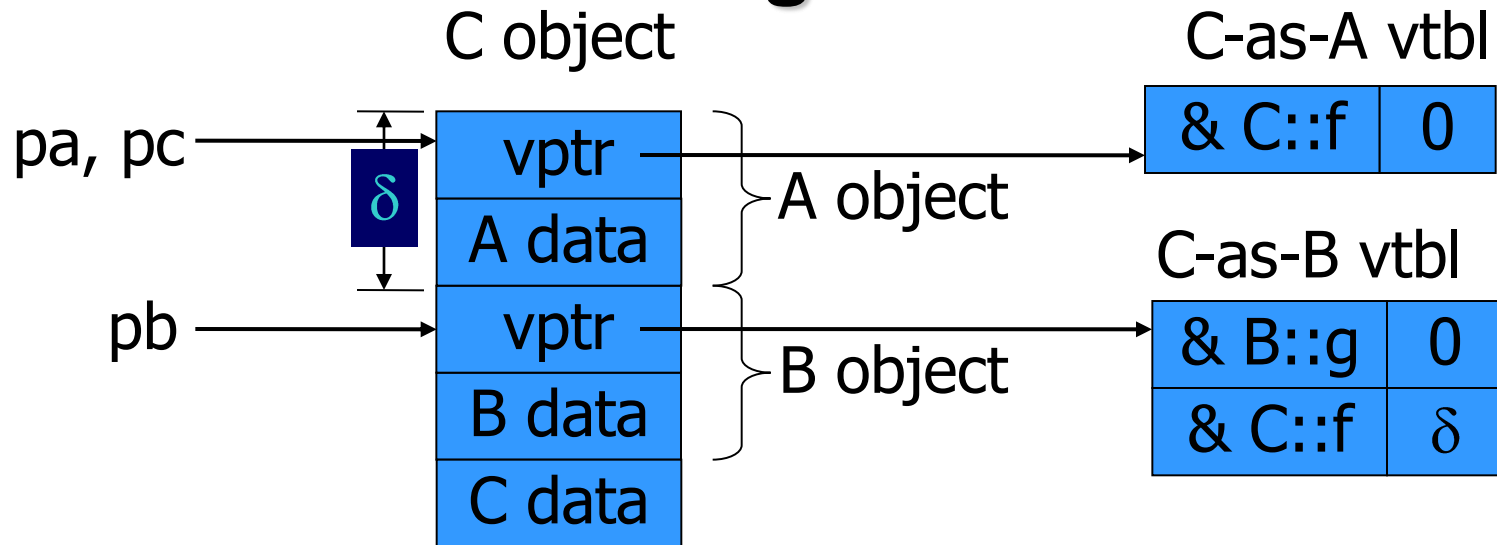 C object
C-as-A vtbl
pa, pc
δ
vptr
A data
A object
& C::f 0
pb
vptr
B data
B object
C-as-B vtbl
& B::g 0
& C::f δ
C data